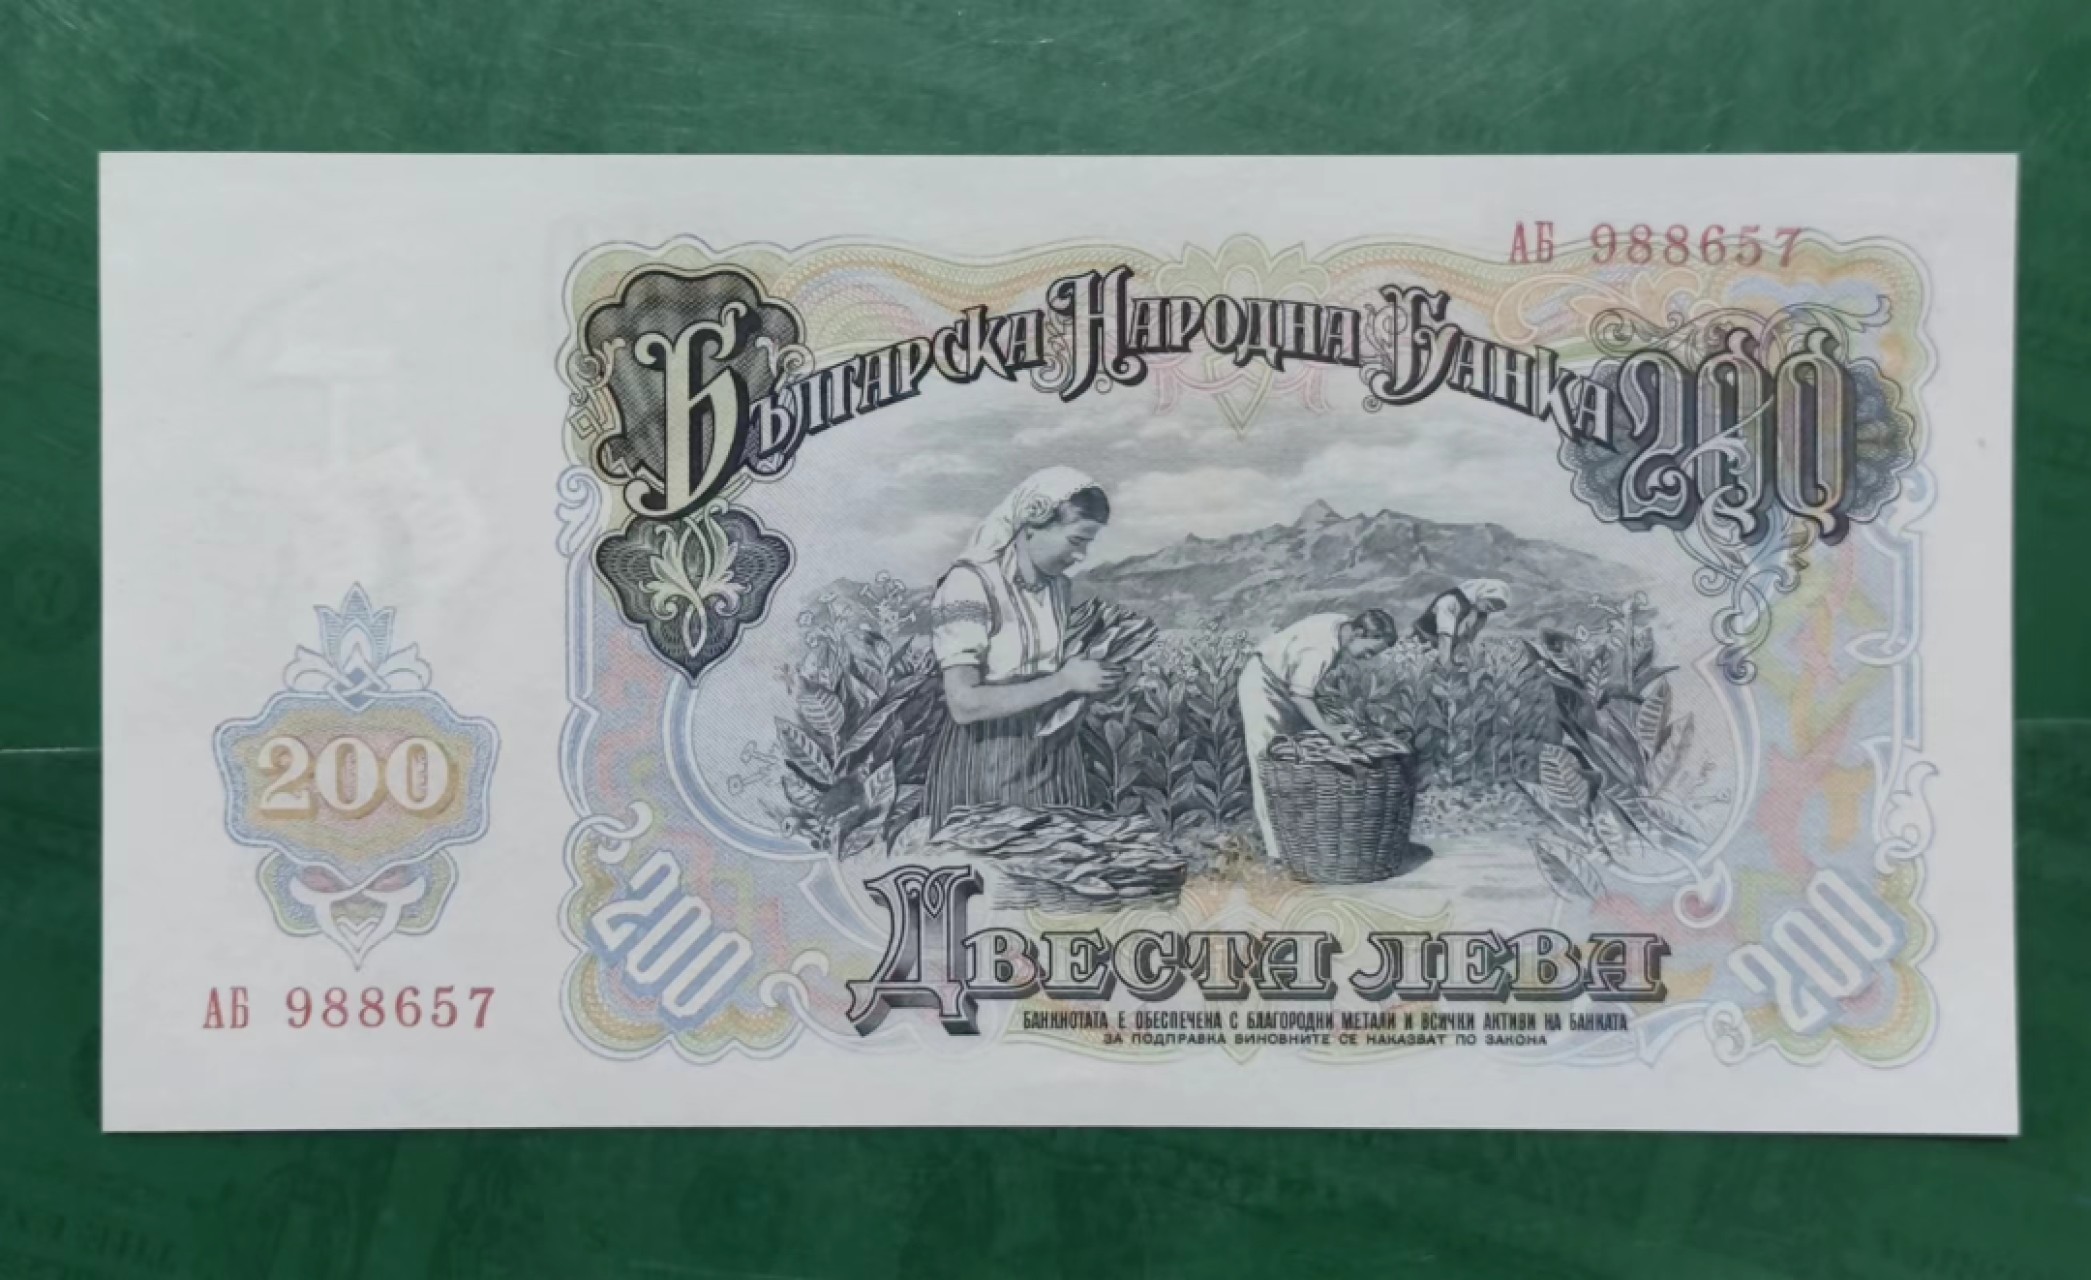 АБ 988657
Българска Народна Банка 200
200
200 200
Двеста лева
АБ 988657
БАНКНОТАТА Е ОБЕСПЕЧЕНА С БЛАГОРОДНИ МЕТАЛИ И ВСИЧКИ АКТИВИ НА БАНКАТА
ЗА ПОДПРАВКА ВИНОВНИТЕ СЕ НАКАЗВАТ ПО ЗАКОНА